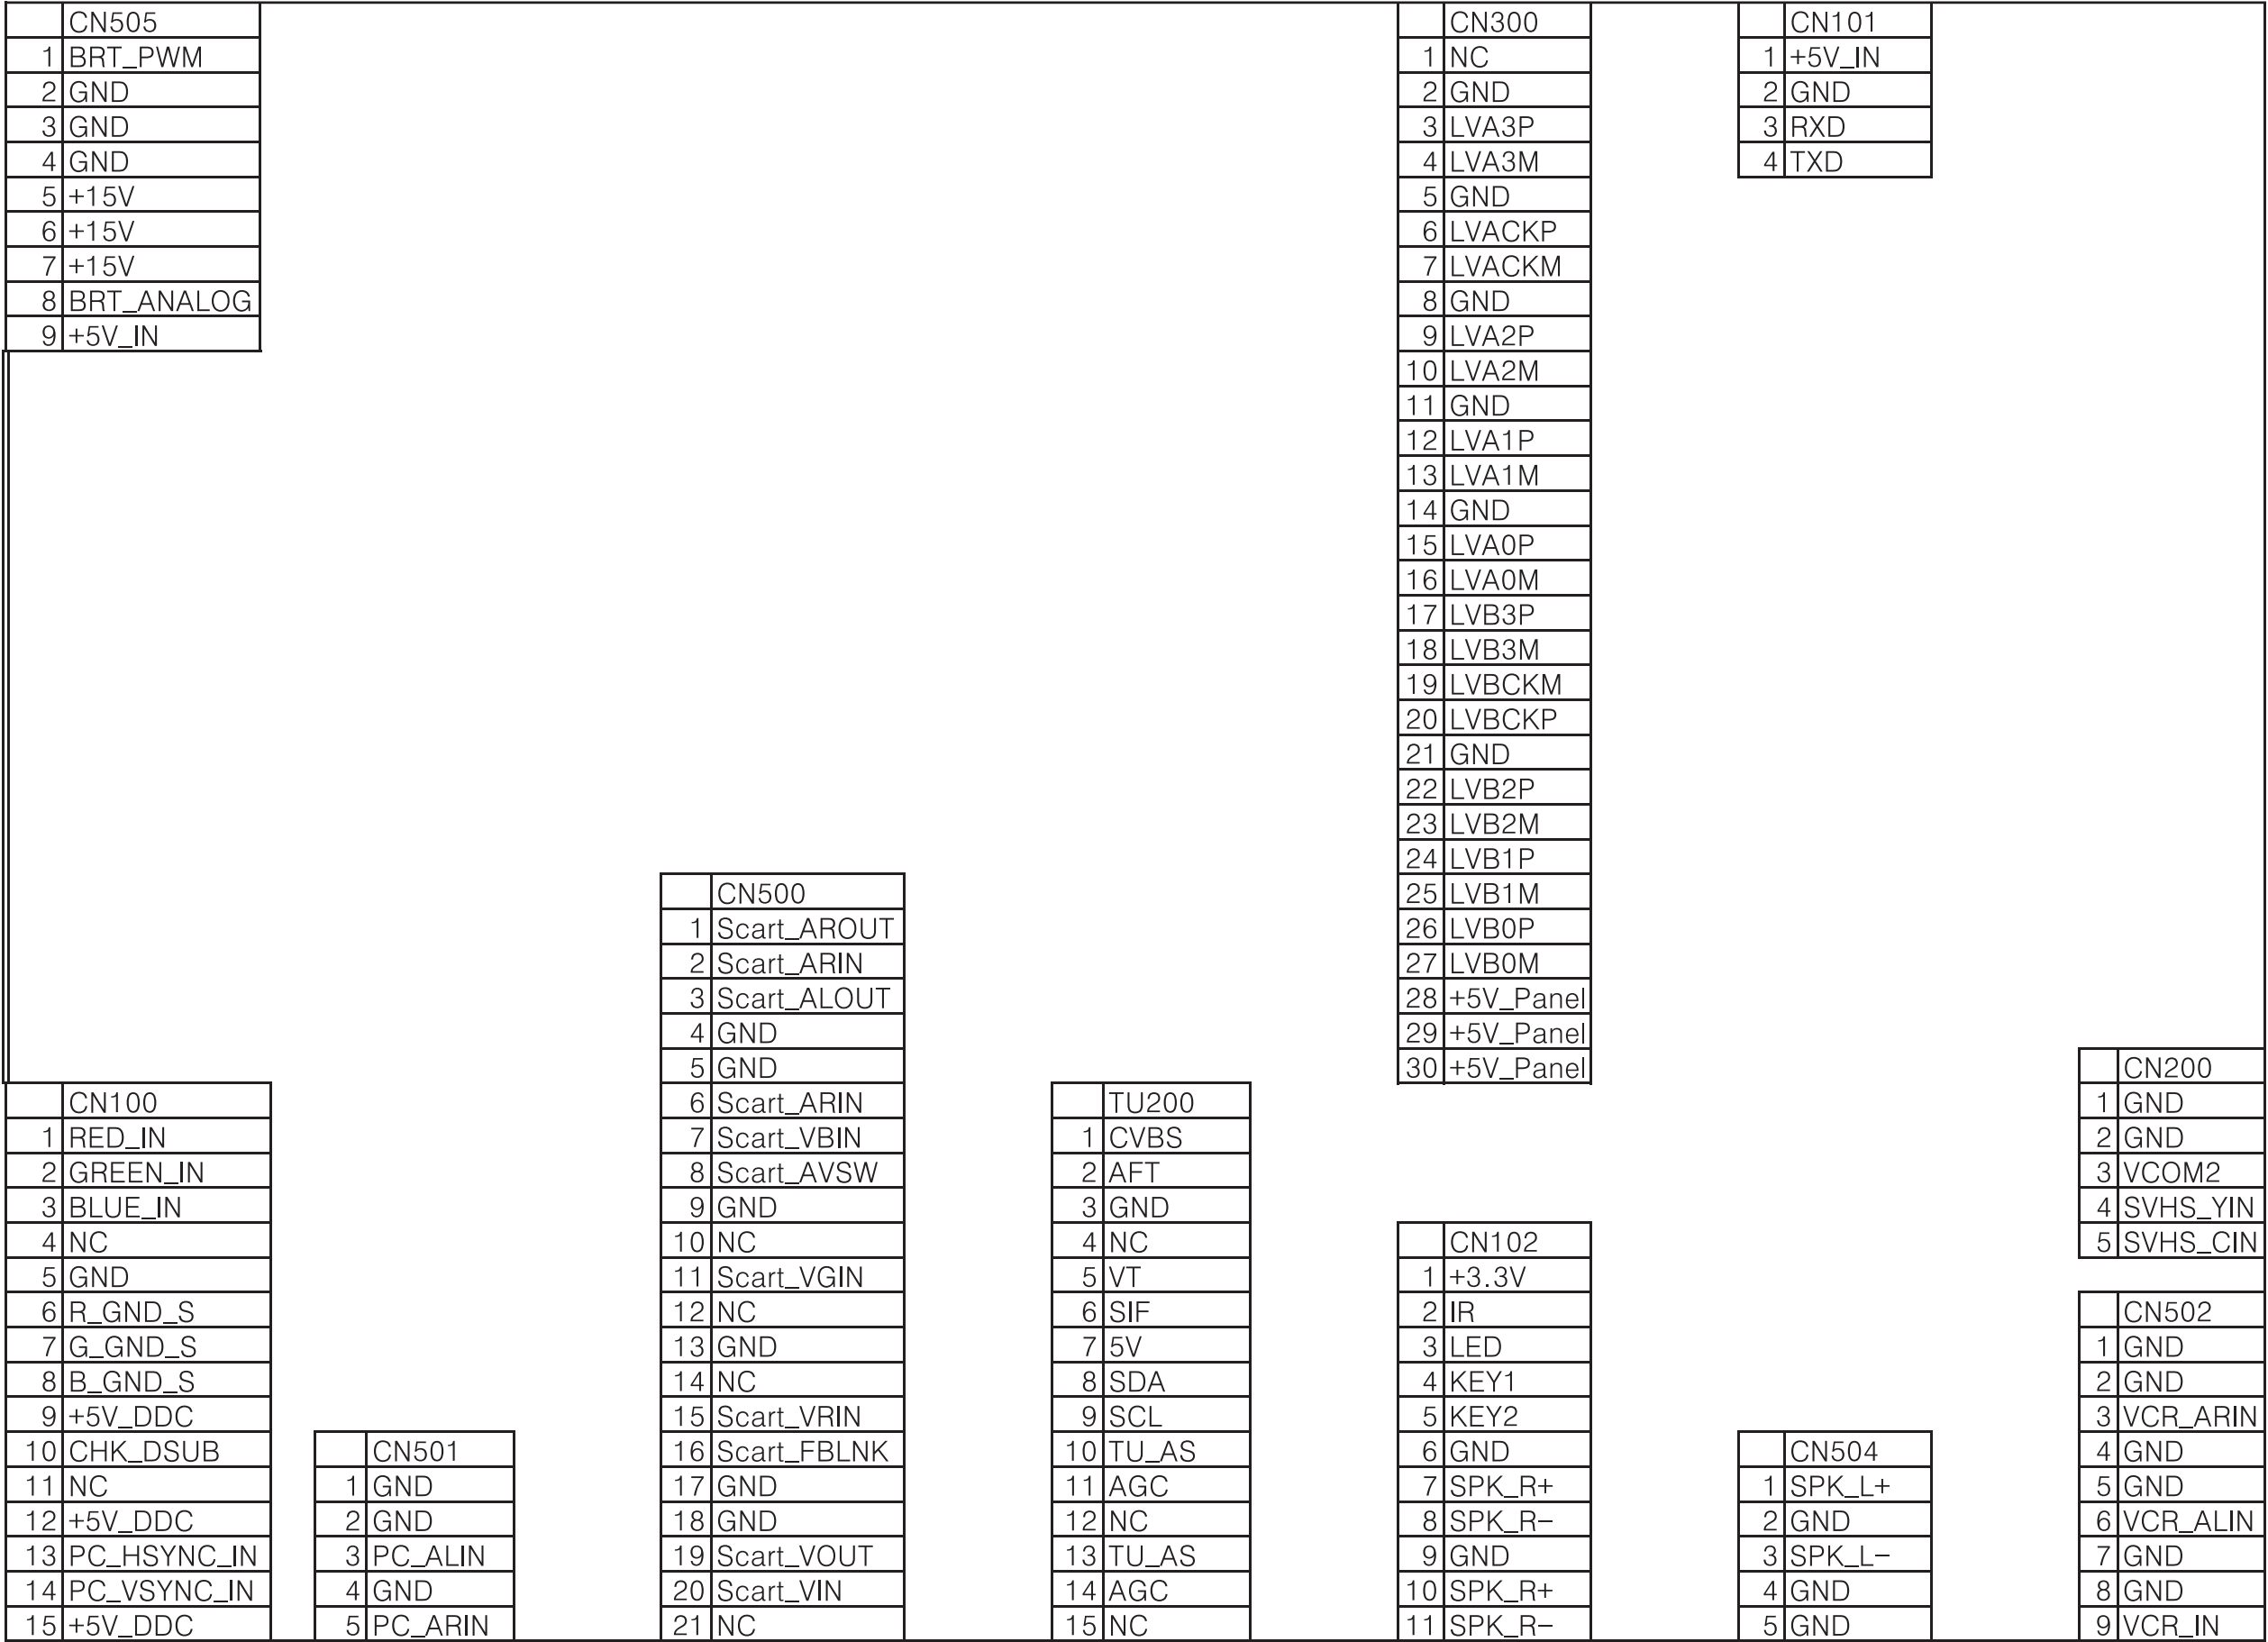 CN505
1 BRT_PWM
2 GND
3 GND
4 GND
5 +15V
6 +15V
7 +15V
8 BRT_ANALOG
9 +5V_IN
CN300
1 NC
2 GND
3 LVA3P
4 LVA3M
5 GND
6 LVACKP
7 LVACKM
8 GND
9 LVA2P
10 LVA2M
11 GND
12 LVA1P
13 LVA1M
14 GND
15 LVA0P
16 LVA0M
17 LVB3P
18 LVB3M
19 LVBCKM
20 LVBCKP
21 GND
22 LVB2P
23 LVB2M
24 LVB1P
25 LVB1M
26 LVB0P
27 LVB0M
28 +5V_Panel
29 +5V_Panel
30 +5V_Panel
CN101
1 +5V_IN
2 GND
3 RXD
4 TXD
CN100
1 RED_IN
2 GREEN_IN
3 BLUE_IN
4 NC
5 GND
6 R_GND_S
7 G_GND_S
8 B_GND_S
9 +5V_DDC
10 CHK_DSUB
11 NC
12 +5V_DDC
13 PC_HSYNC_IN
14 PC_VSYNC_IN
15 +5V_DDC
CN501
1 GND
2 GND
3 PC_ALIN
4 GND
5 PC_ARIN
CN500
1 Scart_AROUT
2 Scart_ARIN
3 Scart_ALOUT
4 GND
5 GND
6 Scart_ARIN
7 Scart_VBIN
8 Scart_AVSW
9 GND
10 NC
11 Scart_VGIN
12 NC
13 GND
14 NC
15 Scart_VRIN
16 Scart_FBLNK
17 GND
18 GND
19 Scart_VOUT
20 Scart_VIN
21 NC
TU200
1 CVBS
2 AFT
3 GND
4 NC
5 VT
6 SIF
7 5V
8 SDA
9 SCL
10 TU_AS
11 AGC
12 NC
13 TU_AS
14 AGC
15 NC
CN102
1 +3.3V
2 IR
3 LED
4 KEY1
5 KEY2
6 GND
7 SPK_R+
8 SPK_R-
9 GND
10 SPK_R+
11 SPK_R-
CN504
1 SPK_L+
2 GND
3 SPK_L-
4 GND
5 GND
CN200
1 GND
2 GND
3 VCOM2
4 SVHS_YIN
5 SVHS_CIN
CN502
1 GND
2 GND
3 VCR_ARIN
4 GND
5 GND
6 VCR_ALIN
7 GND
8 GND
9 VCR_IN